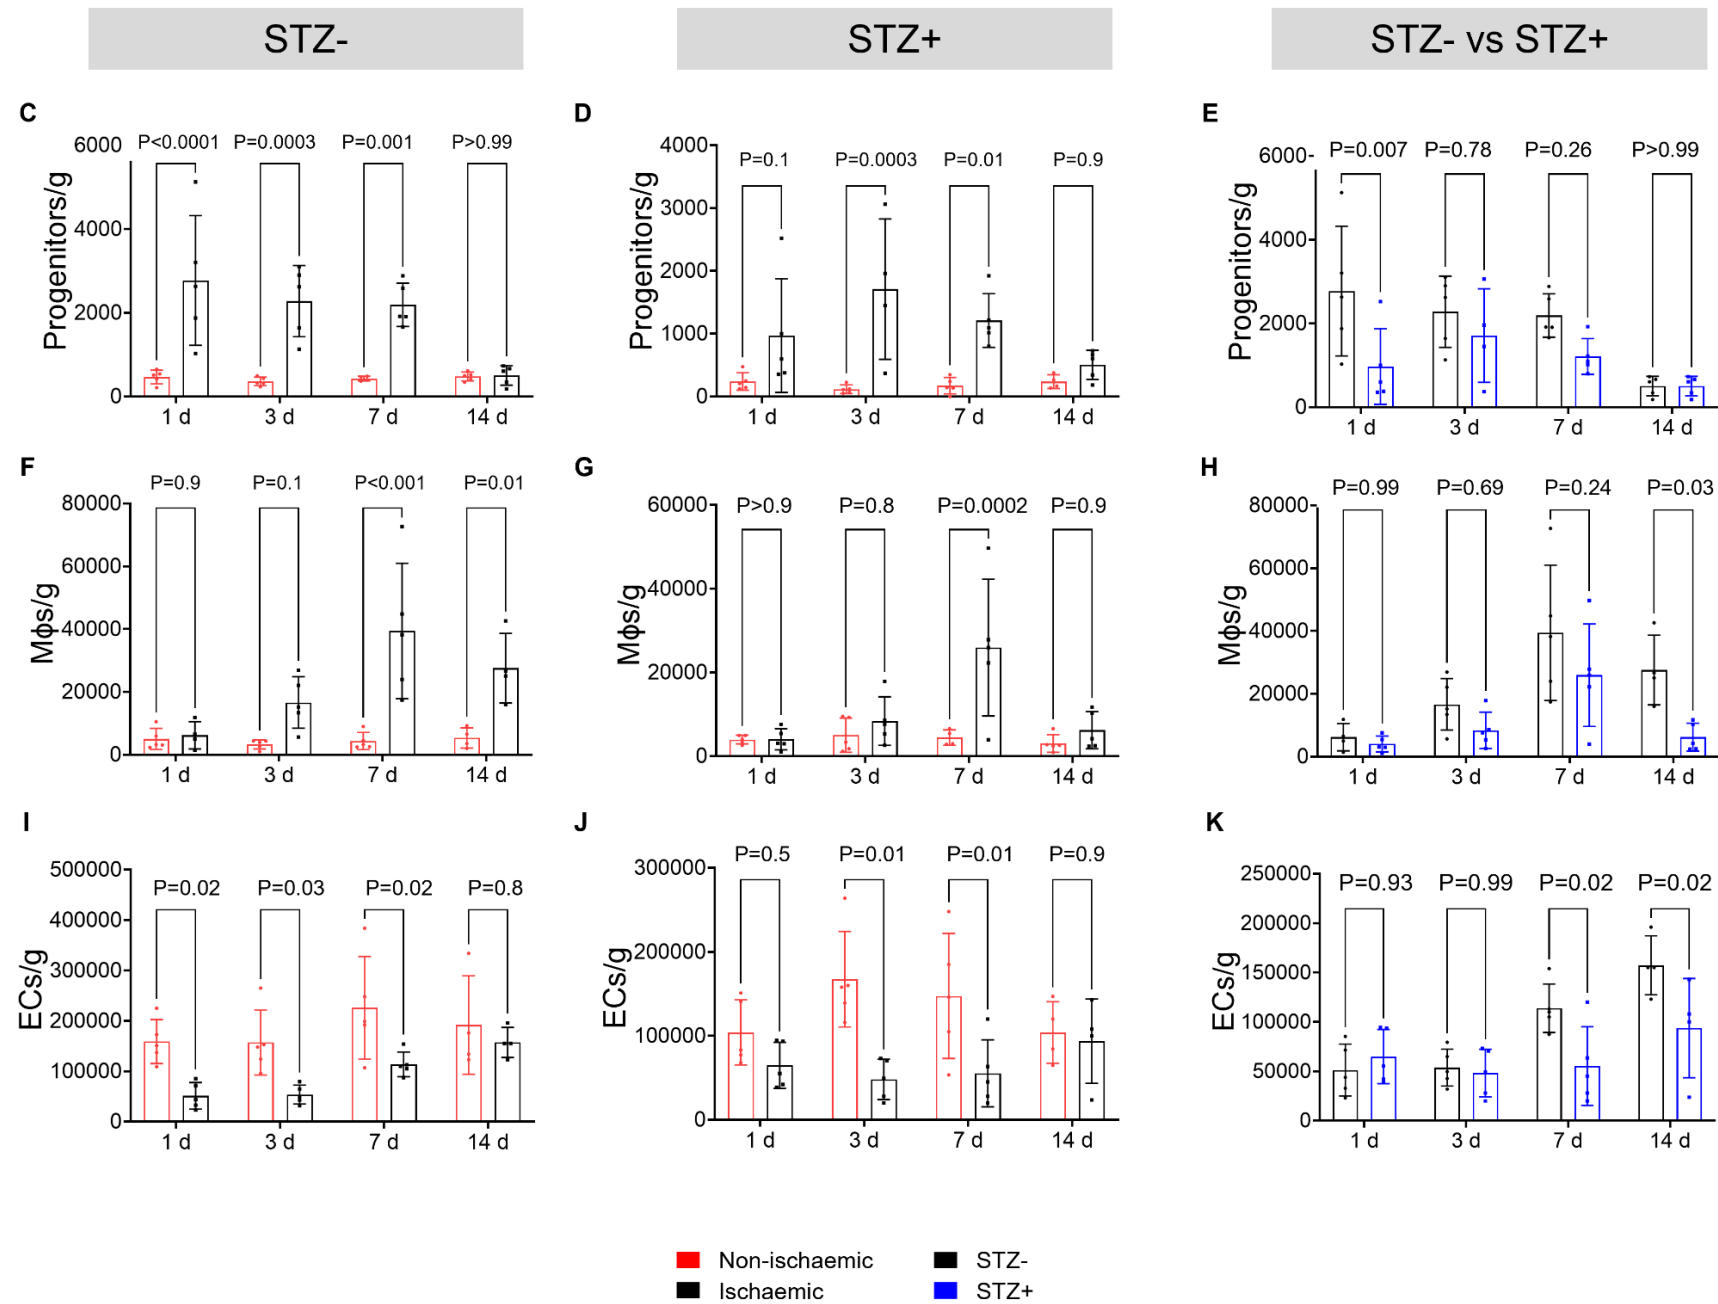 STZ-
STZ+
STZ- vs STZ+
C
P<0.0001 P=0.0003 P=0.001 P>0.99
Progenitors/g
6000
4000
2000
0
1 d 3 d 7 d 14 d
D
P=0.1 P=0.0003 P=0.01 P=0.9
Progenitors/g
4000
3000
2000
1000
0
1 d 3 d 7 d 14 d
E
P=0.007 P=0.78 P=0.26 P>0.99
Progenitors/g
6000
4000
2000
0
1 d 3 d 7 d 14 d
F
P=0.9 P=0.1 P<0.001 P=0.01
Mϕs/g
80000
60000
40000
20000
0
1 d 3 d 7 d 14 d
G
P>0.9 P=0.8 P=0.0002 P=0.9
Mϕs/g
60000
40000
20000
0
1 d 3 d 7 d 14 d
H
P=0.99 P=0.69 P=0.24 P=0.03
Mϕs/g
80000
60000
40000
20000
0
1 d 3 d 7 d 14 d
I
P=0.02 P=0.03 P=0.02 P=0.8
ECs/g
500000
400000
300000
200000
100000
0
1 d 3 d 7 d 14 d
J
P=0.5 P=0.01 P=0.01 P=0.9
ECs/g
300000
200000
100000
0
1 d 3 d 7 d 14 d
K
P=0.93 P=0.99 P=0.02 P=0.02
ECs/g
250000
200000
150000
100000
50000
0
1 d 3 d 7 d 14 d
Non-ischaemic
Ischaemic
STZ-
STZ+